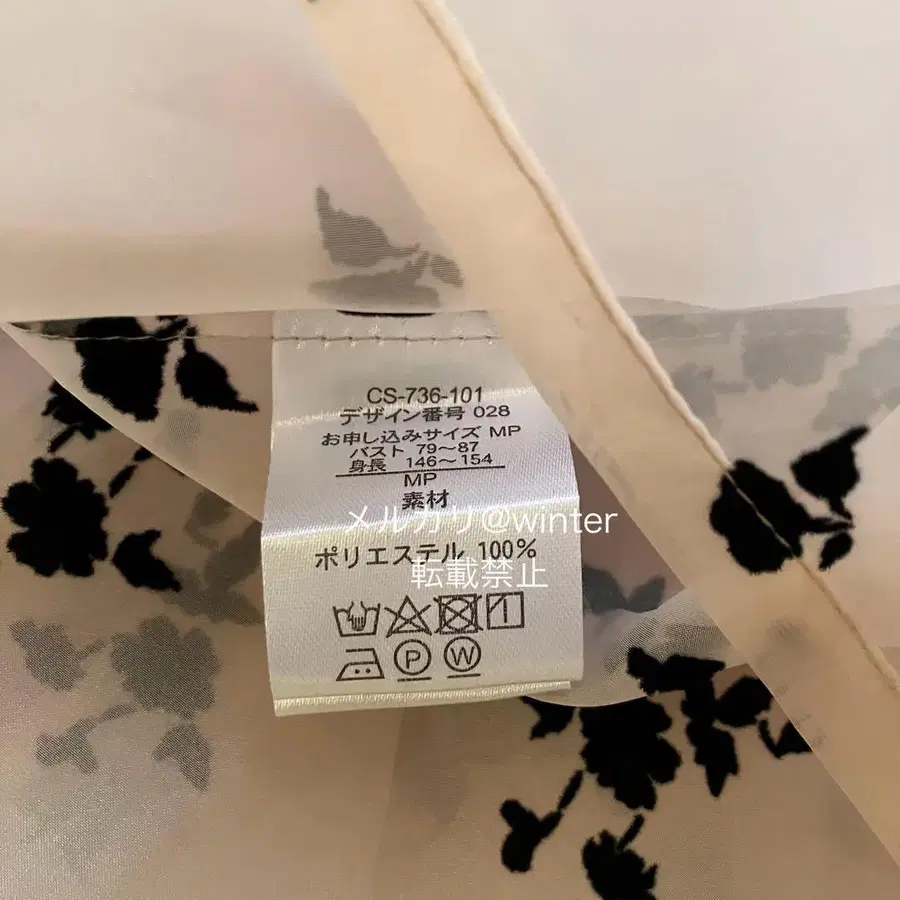 CS-736-101
デザイン番号 028
お申し込みサイズ MP
バスト 79〜87
身長 146〜154
MP
素材
メルカリ@winter
ポリエステル 100%
転載禁止
P W